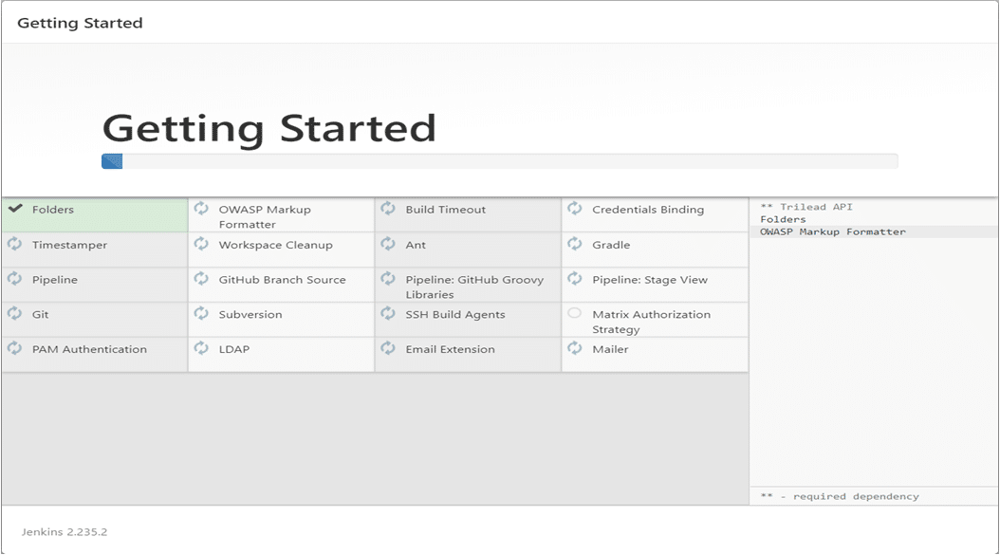 Getting Started
Getting Started
Folders
OWASP Markup
Formatter
Build Timeout
Credentials Binding
Timestamper
Workspace Cleanup
Ant
Gradle
Pipeline
GitHub Branch Source
Pipeline: GitHub Groovy
Libraries
Pipeline: Stage View
Git
Subversion
SSH Build Agents
Matrix Authorization
Strategy
PAM Authentication
LDAP
Email Extension
Mailer
** Trilead API
Folders
OWASP Markup Formatter
** - required dependency
Jenkins 2.235.2